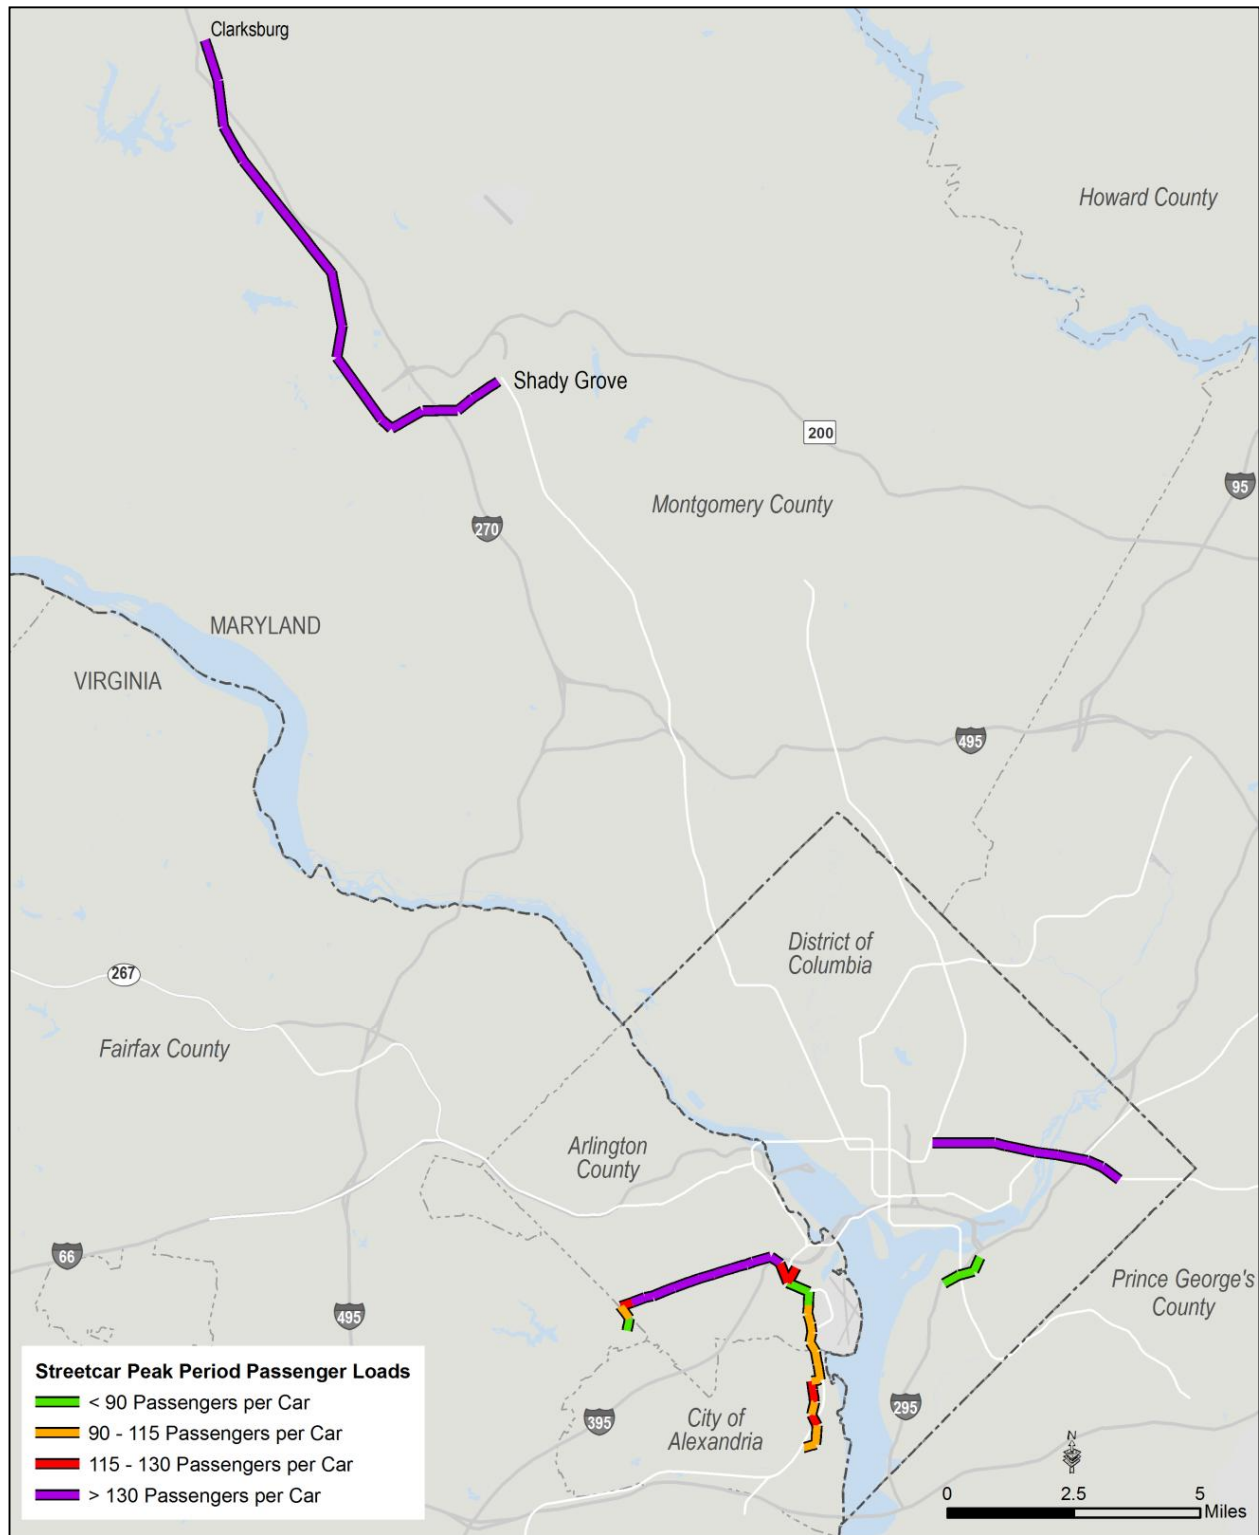 Clarksburg
Howard County
Shady Grove
200
95
Montgomery County
270
MARYLAND
VIRGINIA
495
District of
Columbia
267
Fairfax County
Arlington
County
66
Prince George's
County
495
395
City of
Alexandria
295
Streetcar Peak Period Passenger Loads
< 90 Passengers per Car
90 - 115 Passengers per Car
115 - 130 Passengers per Car
> 130 Passengers per Car
N
0 2.5 5
Miles